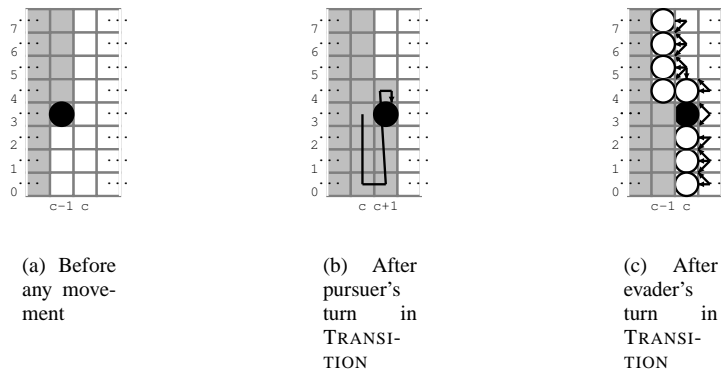 7
6
5
4
3
2
1
0
c-1 c
7
6
5
4
3
2
1
0
c c+1
7
6
5
4
3
2
1
0
c-1 c
(a) Before
any move-
ment
(b) After
pursuer's
turn in
TRANSI-
TION
(c) After
evader's
turn in
TRANSI-
TION